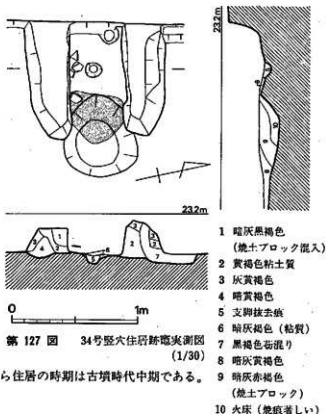 23.2m
23.2m
1 暗灰黒褐色
(焼土ブロック混入)
2 黄褐色粘土質
3 灰黄褐色
4 暗黄褐色
5 支脚抜去痕
6 暗灰褐色 (粘質)
7 黒褐色砂混り
8 暗灰黄褐色
9 暗灰赤褐色
(焼土ブロック)
10 火床 (焼痕著しい)
0 1m
第 127 図 34号竪穴住居跡竈実測図
(1/30)
ら住居の時期は古墳時代中期である。